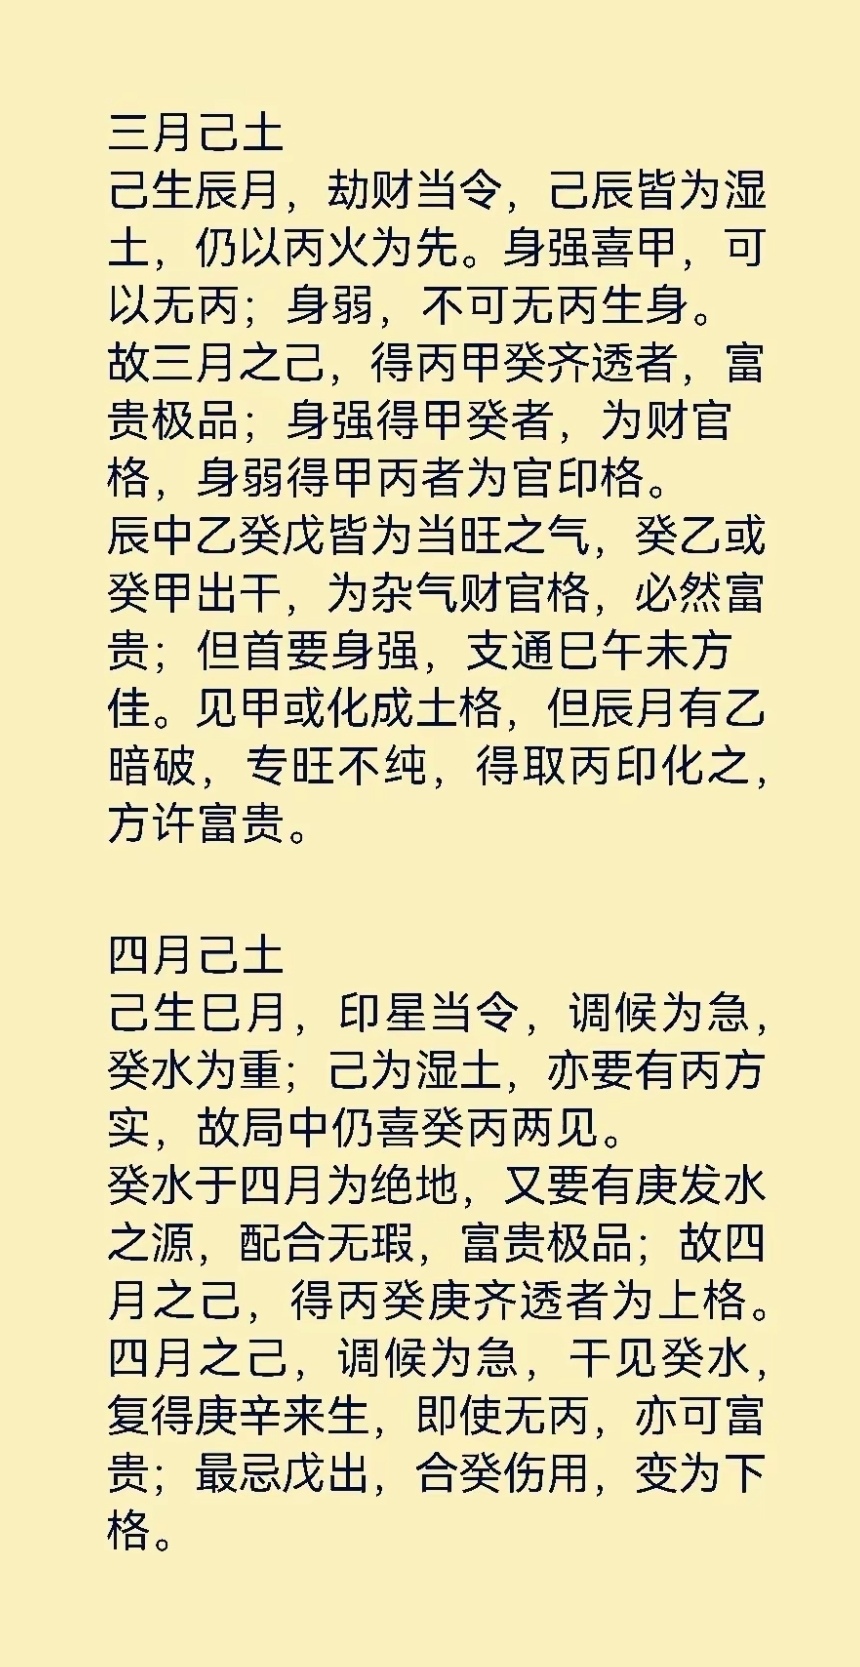 三月己土
己生辰月，劫财当令，己辰皆为湿
土，仍以丙火为先。身强喜甲，可
以无丙；身弱，不可无丙生身。
故三月之己，得丙甲癸齐透者，富
贵极品；身强得甲癸者，为财官
格，身弱得甲丙者为官印格。
辰中乙癸戊皆为当旺之气，癸乙或
癸甲出干，为杂气财官格，必然富
贵；但首要身强，支通巳午未方
佳。见甲或化成土格，但辰月有乙
暗破，专旺不纯，得取丙印化之，
方许富贵。
四月己土
己生巳月，印星当令，调候为急，
癸水为重；己为湿土，亦要有丙方
实，故局中仍喜癸丙两见。
癸水于四月为绝地，又要有庚发水
之源，配合无瑕，富贵极品；故四
月之己，得丙癸庚齐透者为上格。
四月之己，调候为急，干见癸水，
复得庚辛来生，即使无丙，亦可富
贵；最忌戊出，合癸伤用，变为下
格。